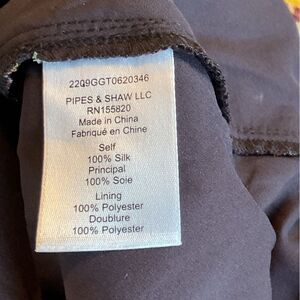 2209GGT0620346
PIPES & SHAW LLC
RN155820
Made in China
Fabriqué en Chine
Self
100% Silk
Principal
100% Soie
Lining
100% Polyester
Doublure
100% Polyester